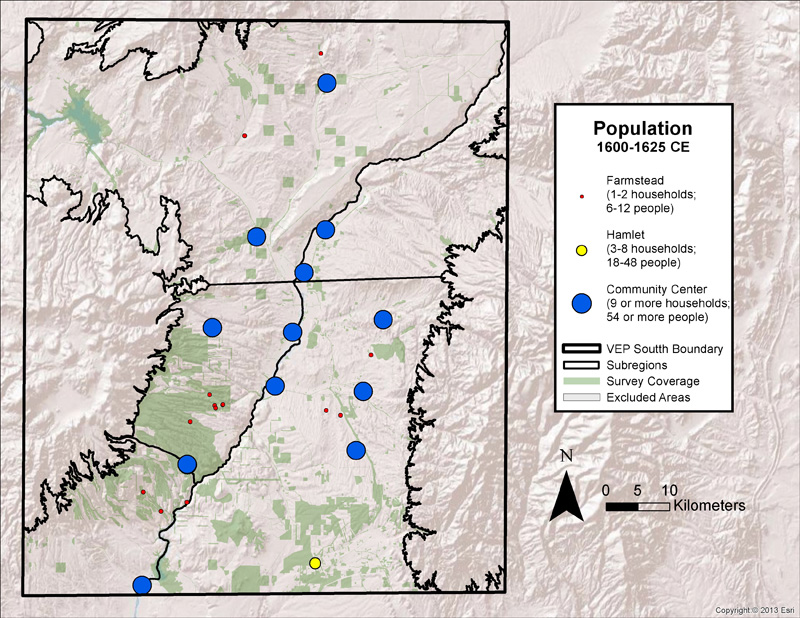 Population
1600-1625 CE
Farmstead
(1-2 households;
6-12 people)
Hamlet
(3-8 households;
18-48 people)
Community Center
(9 or more households;
54 or more people)
VEP Soutth Boundary
Subregions
Survey Coverage
Excluded Areas
N
0 5 10
Kilometers
Copyright © 2013 Esri